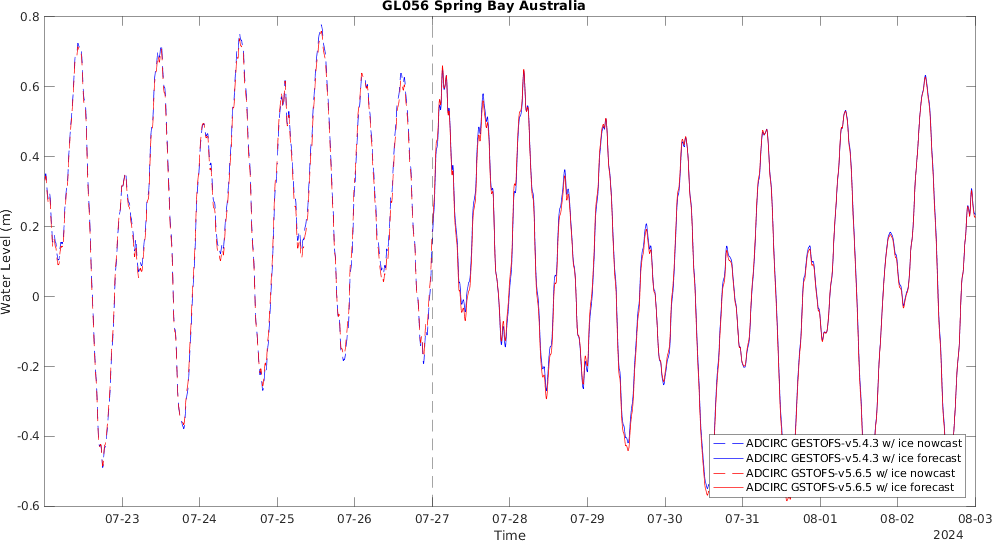 GL056 Spring Bay Australia
0.8
0.6
0.4
0.2
0
-0.2
-0.4
-0.6
Water Level (m)
ADCIRC GESTOFS-v5.4.3 w/ ice nowcast
ADCIRC GESTOFS-v5.4.3 w/ ice forecast
ADCIRC GSTOFS-v5.6.5 w/ ice nowcast
ADCIRC GSTOFS-v5.6.5 w/ ice forecast
07-23 07-24 07-25 07-26 07-27 07-28 07-29 07-30 07-31 08-01 08-02 08-03
Time
2024